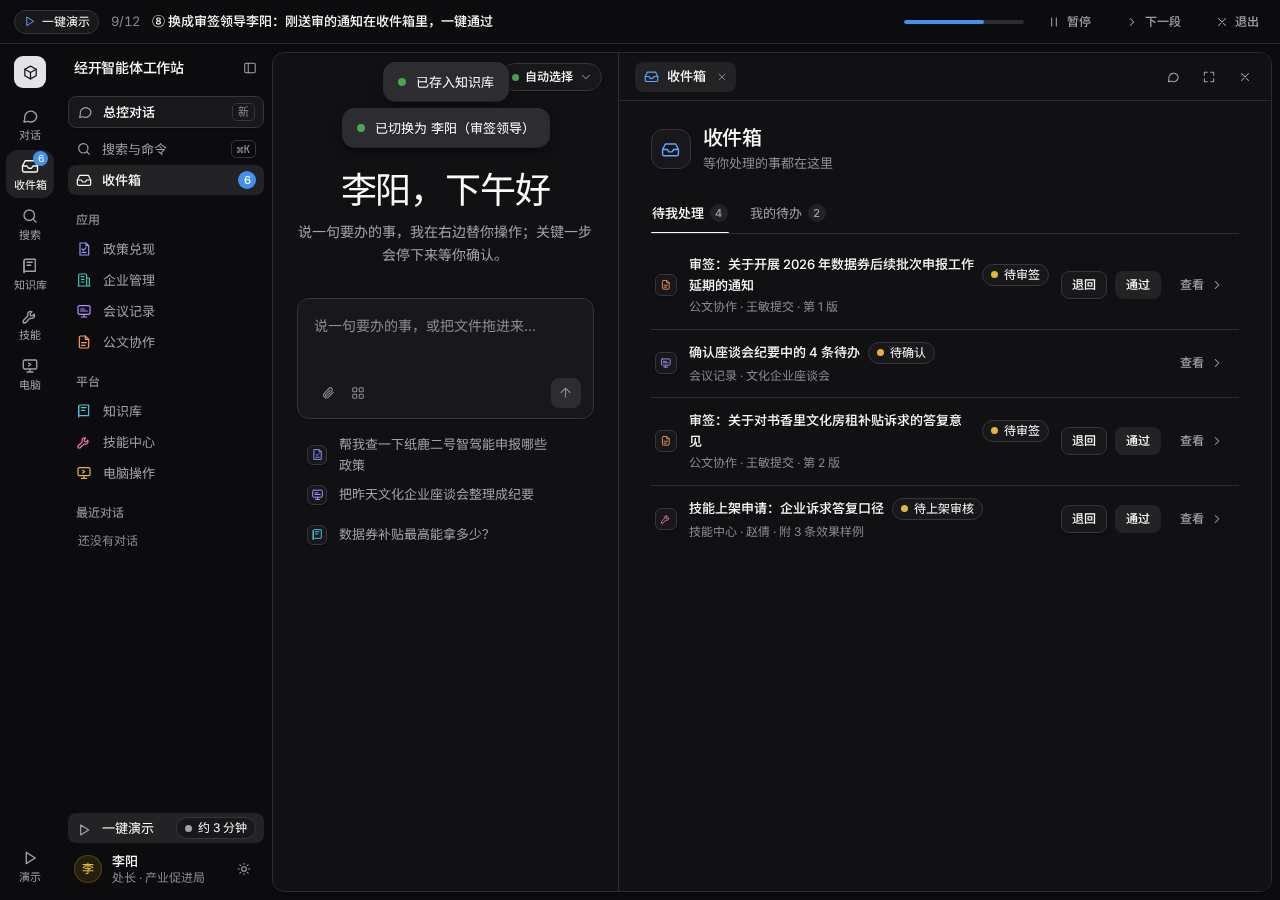 一键演示
9/12
⑧ 换成审签领导李阳：刚送审的通知在收件箱里，一键通过
暂停
下一段
退出
对话
6
收件箱
搜索
知识库
技能
电脑
演示
经开智能体工作站
总控对话
新
搜索与命令
⌘K
收件箱
6
应用
政策兑现
企业管理
会议记录
公文协作
平台
知识库
技能中心
电脑操作
最近对话
还没有对话
一键演示
约 3 分钟
李
李阳
处长 · 产业促进局
已存入知识库
自动选择
已切换为 李阳（审签领导）
李阳，下午好
说一句要办的事，我在右边替你操作；关键一步
会停下来等你确认。
说一句要办的事，或把文件拖进来...
帮我查一下纸鹿二号智驾能申报哪些
政策
把昨天文化企业座谈会整理成纪要
数据券补贴最高能拿多少？
收件箱
收件箱
等你处理的事都在这里
待我处理
4
我的待办
2
审签：关于开展 2026 年数据券后续批次申报工作
延期的通知
待审签
公文协作 · 王敏提交 · 第 1 版
退回
通过
查看
确认座谈会纪要中的 4 条待办
待确认
会议记录 · 文化企业座谈会
查看
审签：关于对书香里文化房租补贴诉求的答复意
见
待审签
公文协作 · 王敏提交 · 第 2 版
退回
通过
查看
技能上架申请：企业诉求答复口径
待上架审核
技能中心 · 赵倩 · 附 3 条效果样例
退回
通过
查看